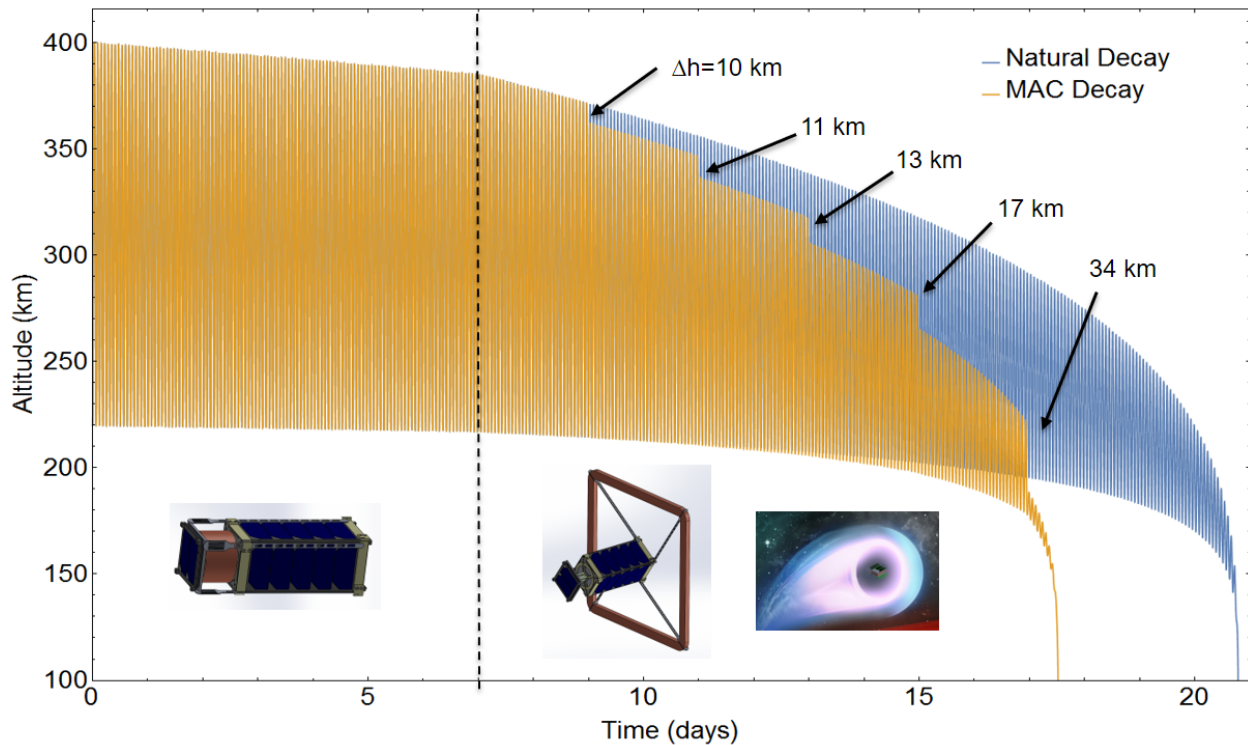 Natural Decay
MAC Decay
Δh=10 km
11 km
13 km
17 km
34 km
Altitude (km)
400
350
300
250
200
150
100
0
5
10
15
20
Time (days)